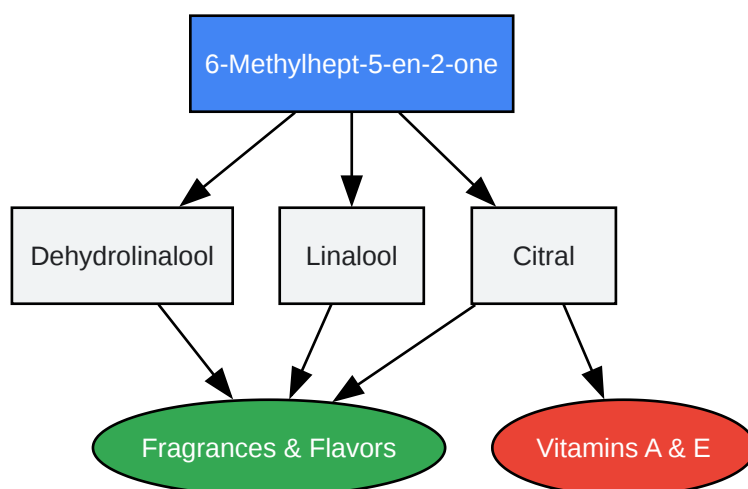 6-Methylhept-5-en-2-one
Dehydrolinalool
Linalool
Citral
Fragrances & Flavors
Vitamins A & E